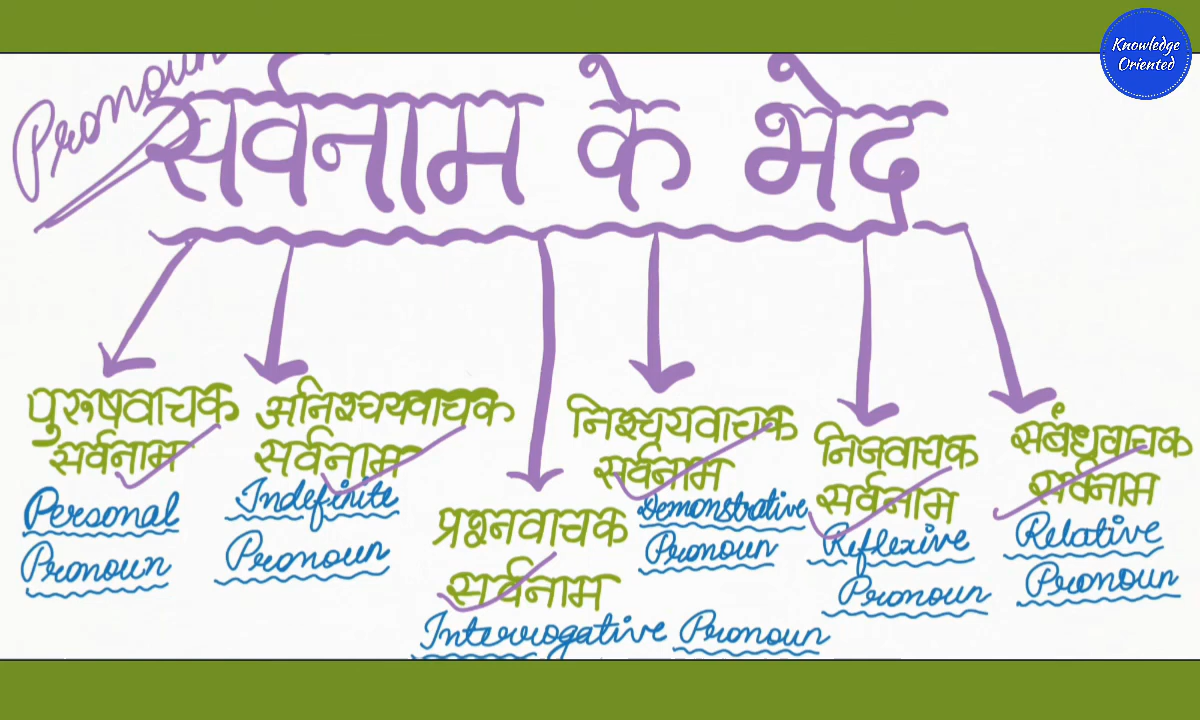 Knowledge
Oriented
Pronoun
सर्वनाम के भेद
पुरुषवाचक
सर्वनाम
Personal
Pronoun
अनिश्चयवाचक
सर्वनाम
Indefinite
Pronoun
प्रश्नवाचक
सर्वनाम
Interrogative Pronoun
निश्चयवाचक
सर्वनाम
Demonstrative
Pronoun
निजवाचक
सर्वनाम
Reflexive
Pronoun
संबंधवाचक
सर्वनाम
Relative
Pronoun